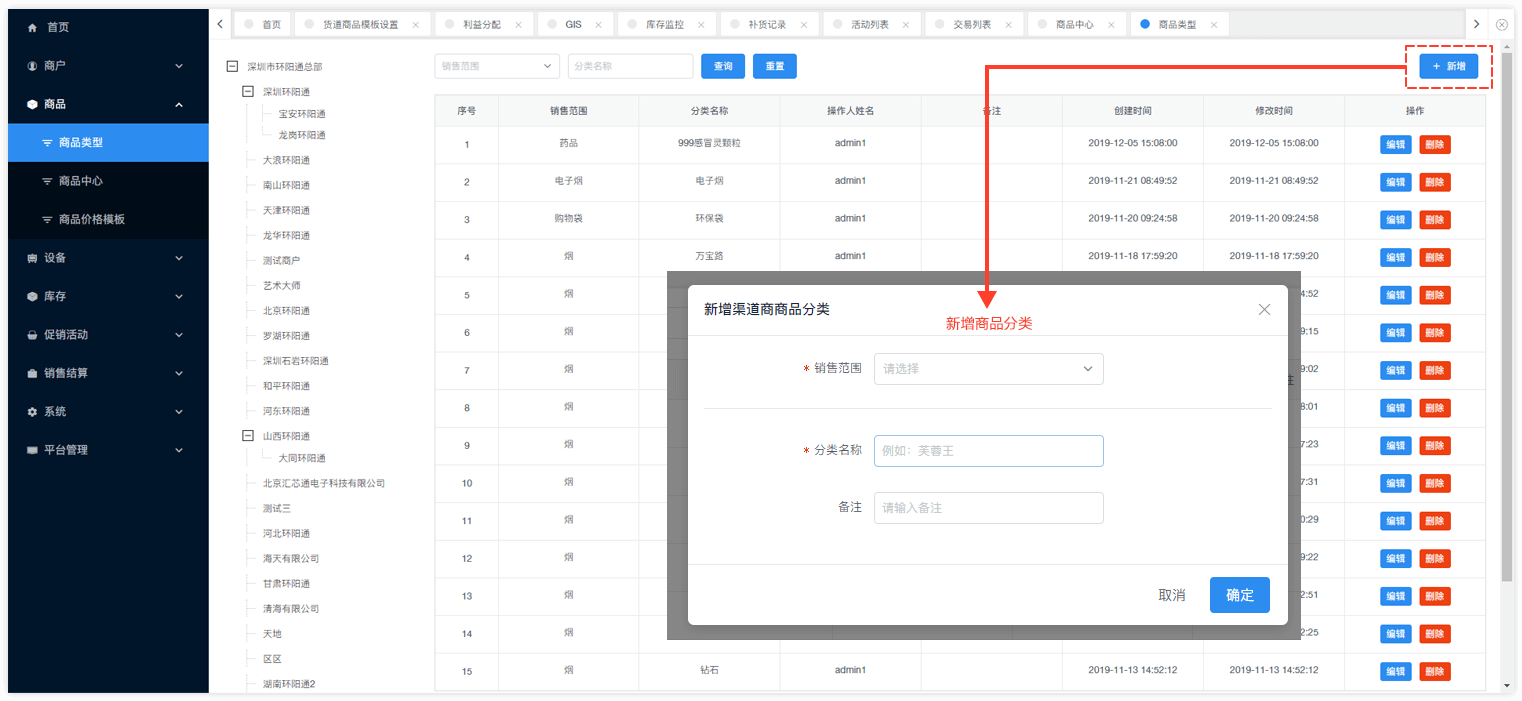 首页
商户
商品
商品类型
商品中心
商品价格模板
设备
库存
促销活动
销售结算
系统
平台管理
首页 货道商品模板设置 利益分配 GIS 库存监控 补货记录 活动列表 交易列表 商品中心 商品类型
深圳市环阳通总部
深圳环阳通
宝安环阳通
龙岗环阳通
大浪环阳通
南山环阳通
天津环阳通
龙华环阳通
测试商户
艺术大师
北京环阳通
罗湖环阳通
深圳石岩环阳通
和平环阳通
河东环阳通
山西环阳通
大同环阳通
北京汇芯通电子科技有限公司
测试三
河北环阳通
海天有限公司
甘肃环阳通
清海有限公司
天地
区区
湖南环阳通2
销售范围 分类名称 查询 重置 + 新增
序号 销售范围 分类名称 操作人姓名 备注 创建时间 修改时间 操作
1 药品 999感冒灵颗粒 admin1 2019-12-05 15:08:00 2019-12-05 15:08:00 编辑 删除
2 电子烟 电子烟 admin1 2019-11-21 08:49:52 2019-11-21 08:49:52 编辑 删除
3 购物袋 环保袋 admin1 2019-11-20 09:24:58 2019-11-20 09:24:58 编辑 删除
4 烟 万宝路 admin1 2019-11-18 17:59:20 2019-11-18 17:59:20 编辑 删除
5 烟 4:52 编辑 删除
6 烟 9:15 编辑 删除
7 烟 9:02 编辑 删除
8 烟 3:01 编辑 删除
9 烟 7:23 编辑 删除
10 烟 7:31 编辑 删除
11 烟 0:29 编辑 删除
12 烟 9:22 编辑 删除
13 烟 2:51 编辑 删除
14 烟 2:25 编辑 删除
15 烟 钻石 admin1 2019-11-13 14:52:12 2019-11-13 14:52:12 编辑 删除
新增渠道商商品分类
新增商品分类
* 销售范围 请选择
* 分类名称 例如：芙蓉王
备注 请输入备注
取消 确定